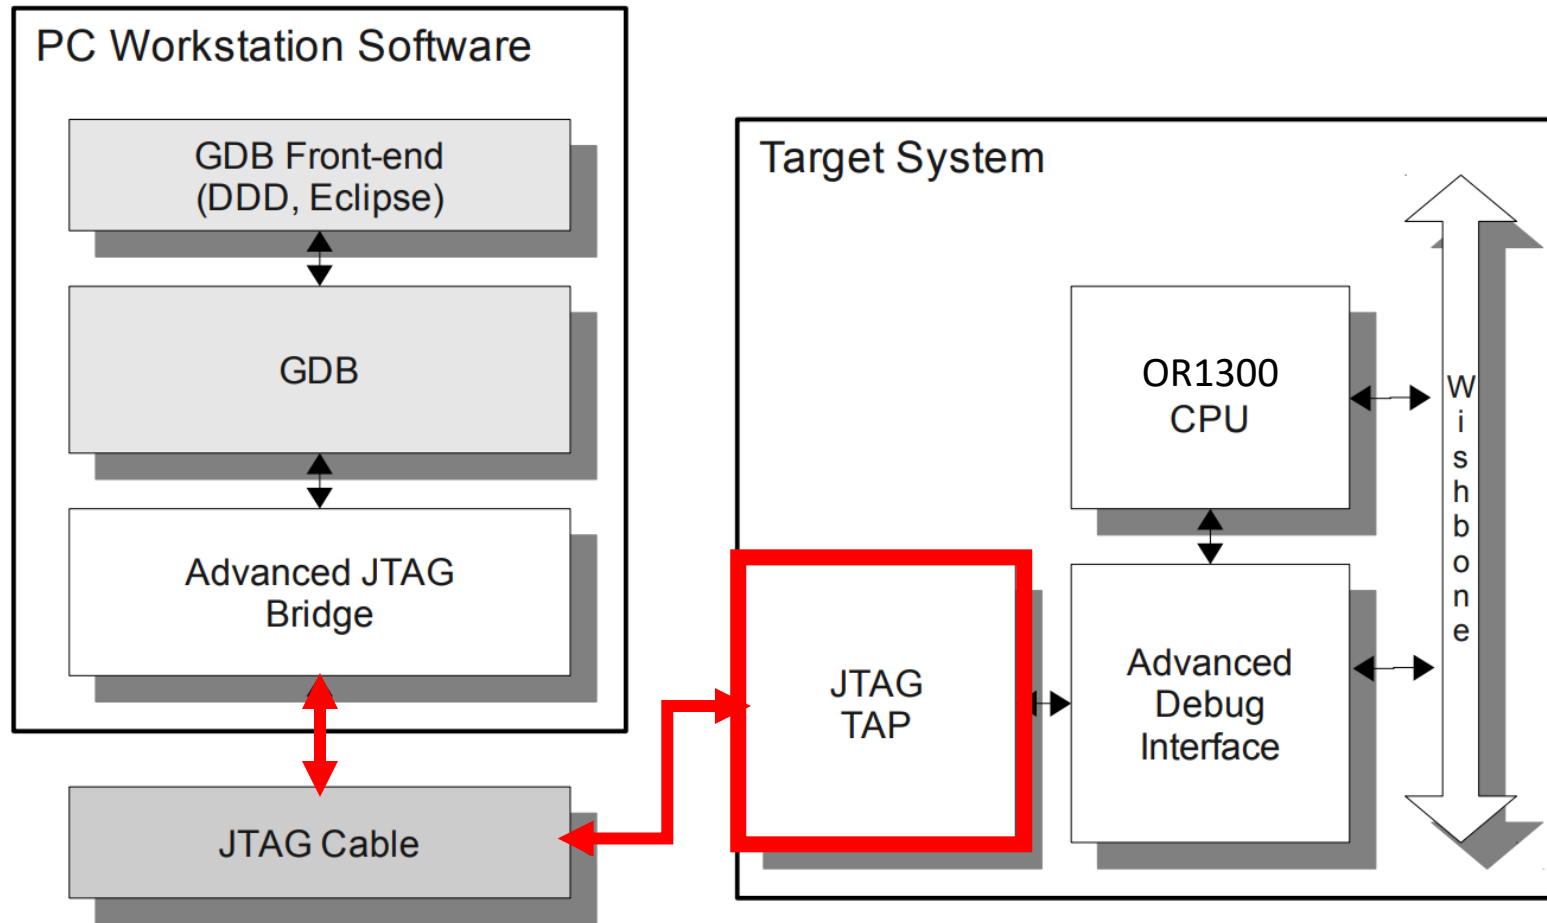 PC Workstation Software
GDB Front-end
(DDD, Eclipse)
GDB
Advanced JTAG
Bridge
JTAG Cable
Target System
OR1300
CPU
JTAG
TAP
Advanced
Debug
Interface
Wishbone